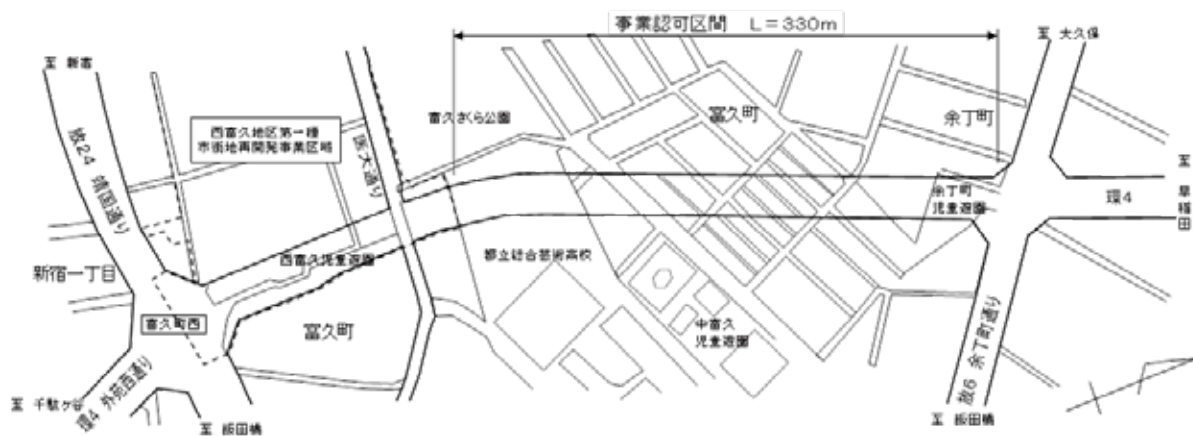 事業認可区間 L=330m
至 大久保
至 新宿
富久さくら公園
富久町
余丁町
西富久地区第一種
市街地再開発事業区域
医大通り
至
早稲田
放24 靖国通り
余丁町
児童遊園
環4
西富久児童遊園
都立総合芸術高校
新宿一丁目
富久町西
富久町
中富久
児童遊園
放6 余丁町通り
至 千駄ヶ谷
環4 外苑西通り
至 飯田橋
至 飯田橋